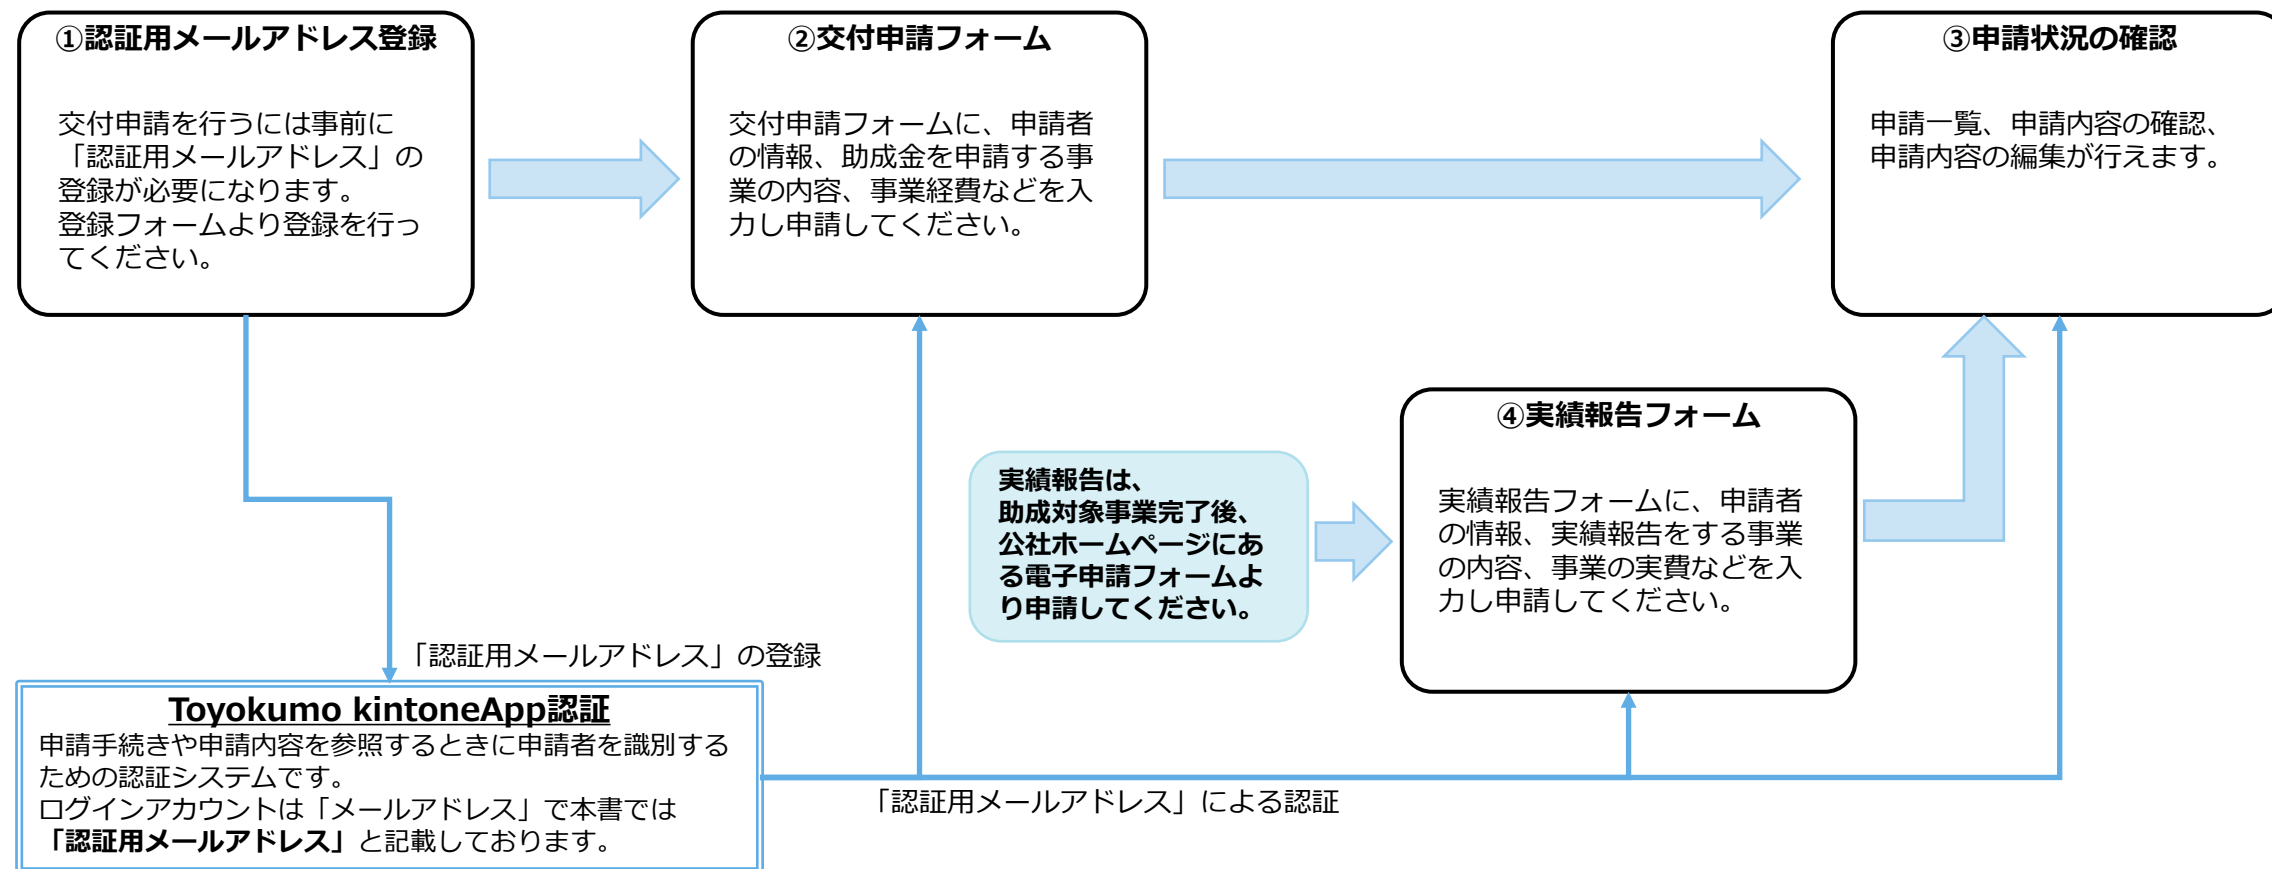 ①認証用メールアドレス登録
交付申請を行うには事前に
「認証用メールアドレス」の
登録が必要になります。
登録フォームより登録を行っ
てください。
②交付申請フォーム
交付申請フォームに、申請者
の情報、助成金を申請する事
業の内容、事業経費などを入
力し申請してください。
③申請状況の確認
申請一覧、申請内容の確認、
申請内容の編集が行えます。
実績報告は、
助成対象事業完了後、
公社ホームページにあ
る電子申請フォームよ
り申請してください。
④実績報告フォーム
実績報告フォームに、申請者
の情報、実績報告をする事業
の内容、事業の実費などを入
力し申請してください。
「認証用メールアドレス」の登録
Toyokumo kintoneApp認証
申請手続きや申請内容を参照するときに申請者を識別する
ための認証システムです。
ログインアカウントは「メールアドレス」で本書では
「認証用メールアドレス」と記載しております。
「認証用メールアドレス」による認証